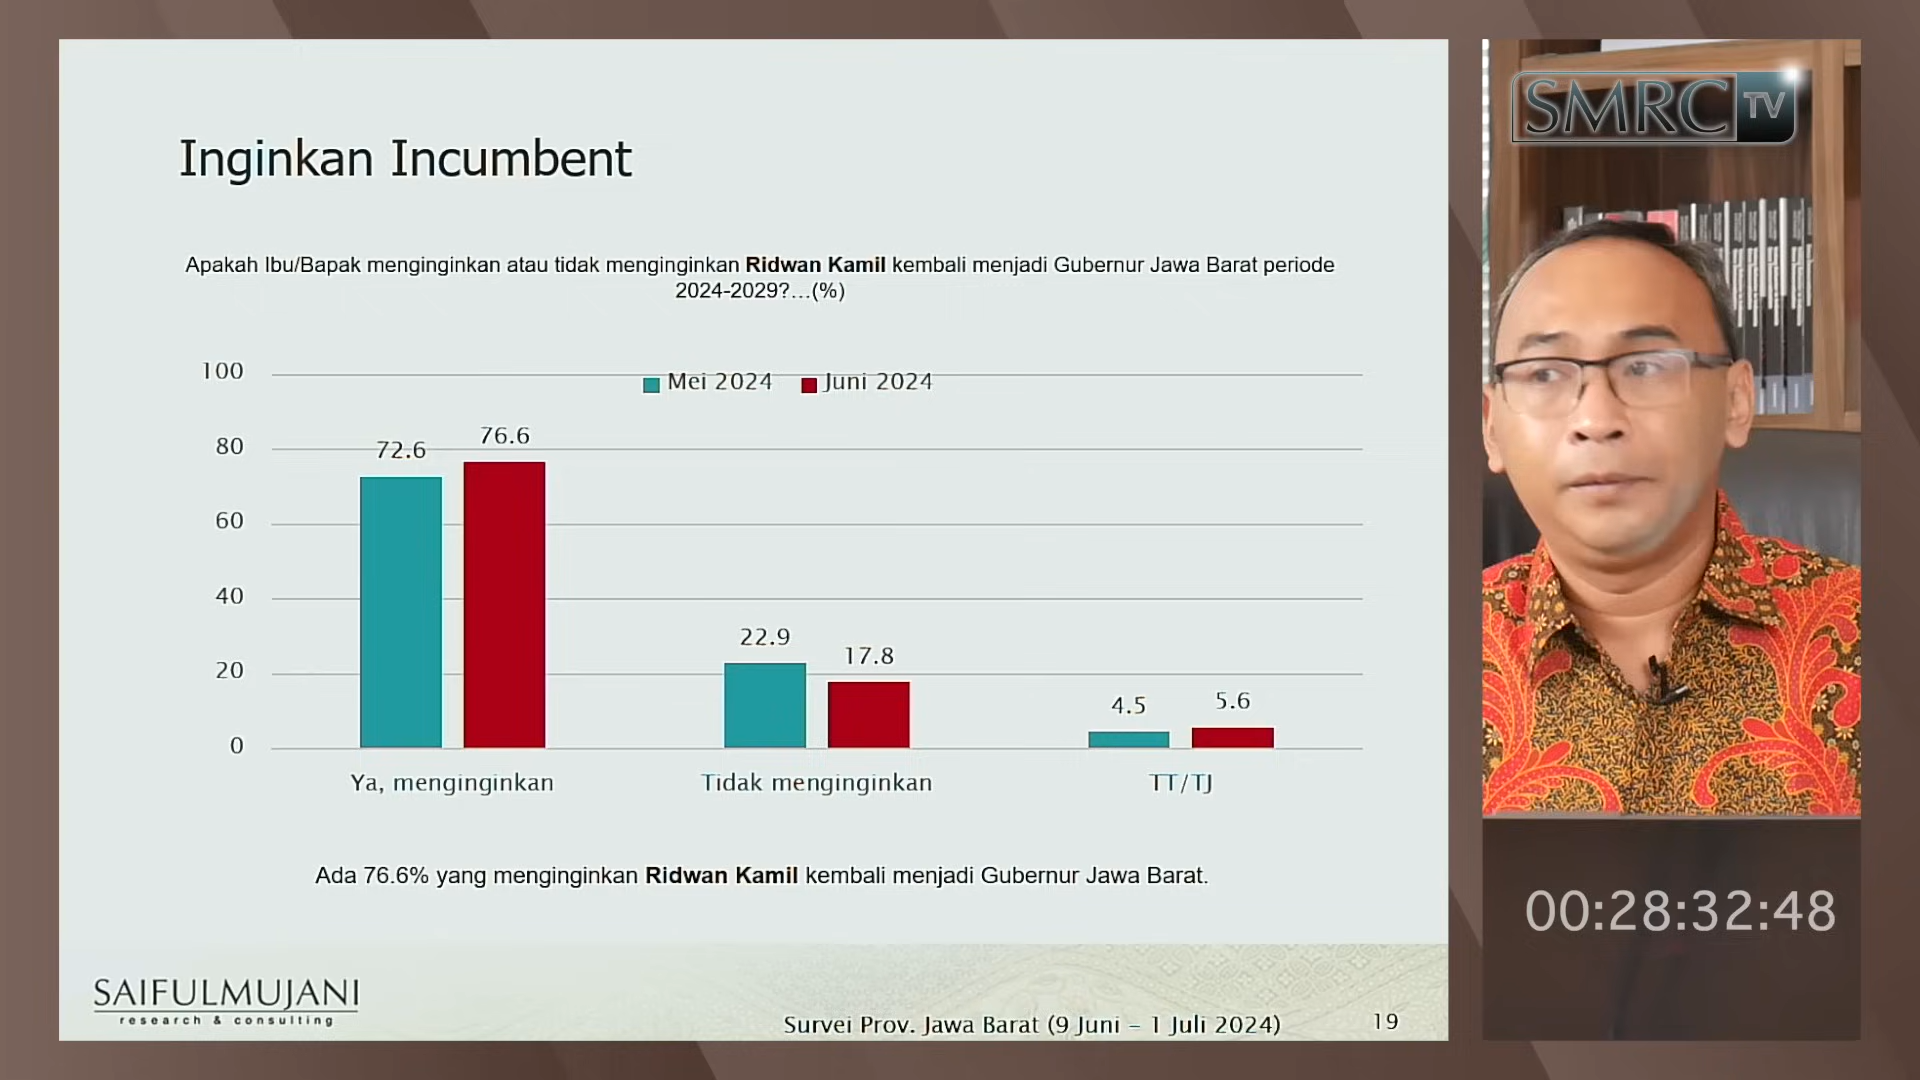 Inginkan Incumbent
Apakah Ibu/Bapak menginginkan atau tidak menginginkan Ridwan Kamil kembali menjadi Gubernur Jawa Barat periode
2024-2029?...(%)
100
80
60
40
20
0
Mei 2024 Juni 2024
72.6 76.6
22.9 17.8
4.5 5.6
Ya, menginginkan Tidak menginginkan TT/TJ
Ada 76.6% yang menginginkan Ridwan Kamil kembali menjadi Gubernur Jawa Barat.
SAIFULMUJANI
research & consulting
Survei Prov. Jawa Barat (9 Juni – 1 Juli 2024)
19
SMRC TV
00:28:32:48